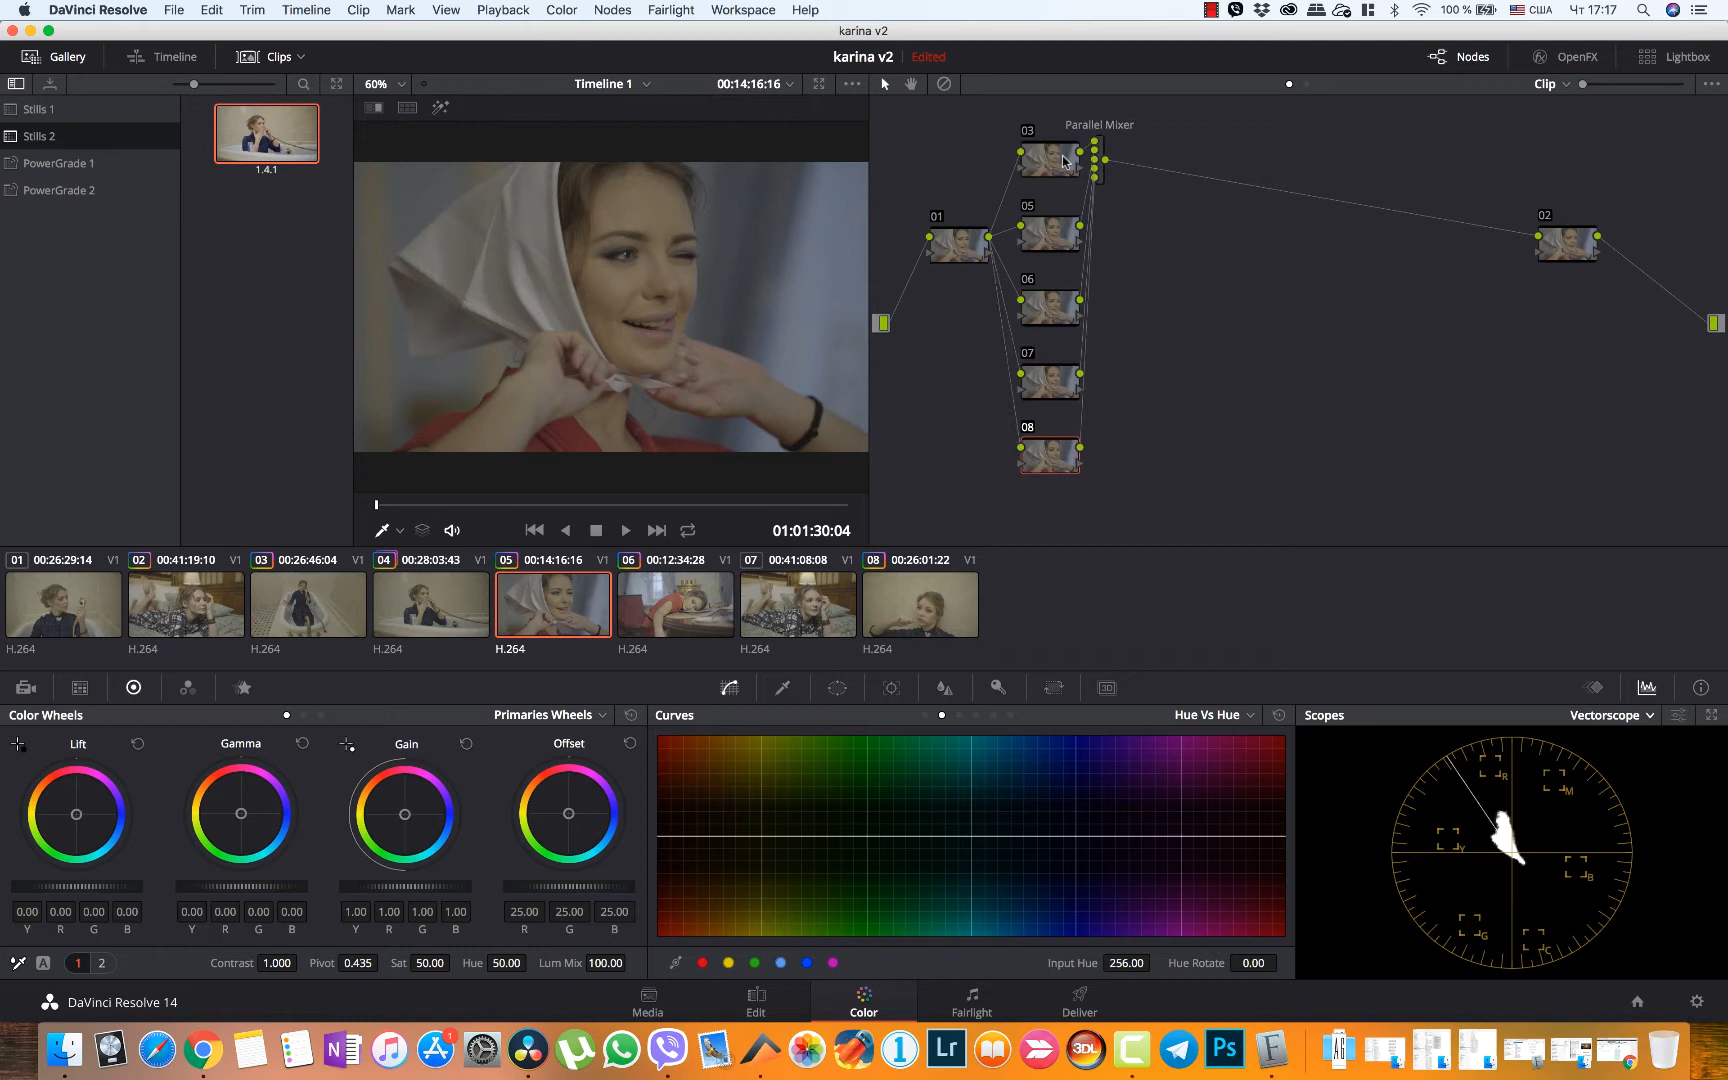 DaVinci Resolve File Edit Trim Timeline Clip Mark View Playback Color Nodes Fairlight Workspace Help 100 % США Чт 17:17
karina v2
Gallery Timeline Clips karina v2 Edited Nodes OpenFX Lightbox
60% Timeline 1 00:14:16:16 Clip
Stills 1
Stills 2
PowerGrade 1
PowerGrade 2
1.4.1
Parallel Mixer
03
05
01
02
06
07
08
01:01:30:04
01 00:26:29:14 V1 02 00:41:19:10 V1 03 00:26:46:04 V1 04 00:28:03:43 V1 05 00:14:16:16 V1 06 00:12:34:28 V1 07 00:41:08:08 V1 08 00:26:01:22 V1
H.264 H.264 H.264 H.264 H.264 H.264 H.264 H.264
3D
Color Wheels Primaries Wheels Curves Hue Vs Hue Scopes Vectorscope
Lift Gamma Gain Offset
R M Y B G C
0.00 0.00 0.00 0.00 0.00 0.00 0.00 0.00 1.00 1.00 1.00 1.00 25.00 25.00 25.00
Y R G B Y R G B Y R G B R G B
A 1 2 Contrast 1.000 Pivot 0.435 Sat 50.00 Hue 50.00 Lum Mix 100.00 Input Hue 256.00 Hue Rotate 0.00
DaVinci Resolve 14 Media Edit Color Fairlight Deliver
N 1 1 Lr 3DL C Ps F